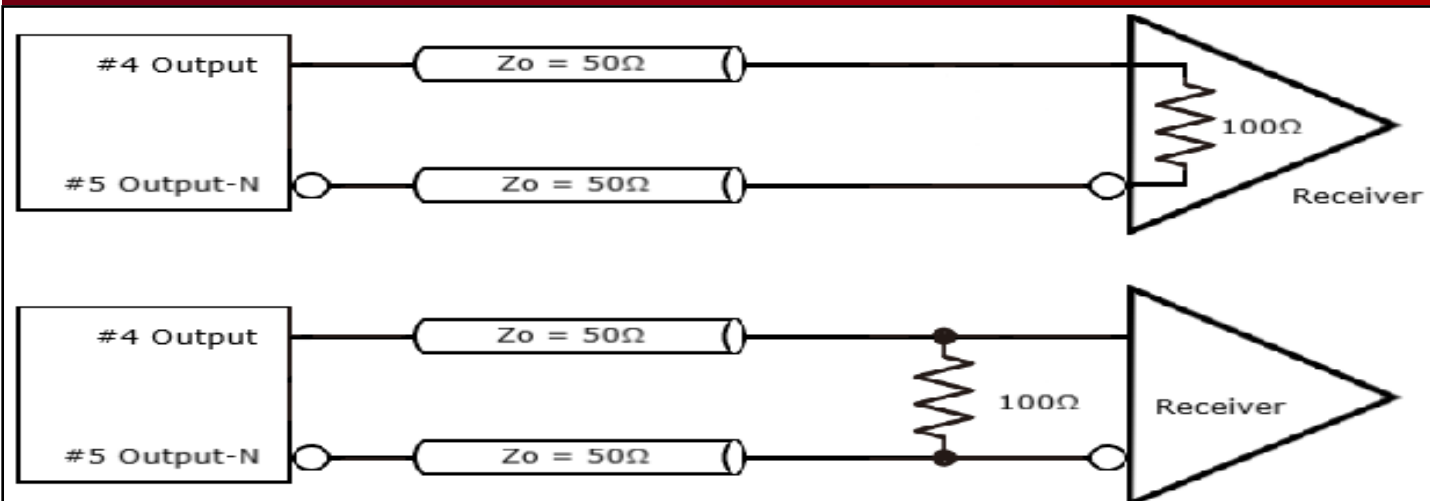 #4 Output
Zo = 50Ω
100Ω
#5 Output-N
Zo = 50Ω
Receiver
#4 Output
Zo = 50Ω
100Ω
Receiver
#5 Output-N
Zo = 50Ω